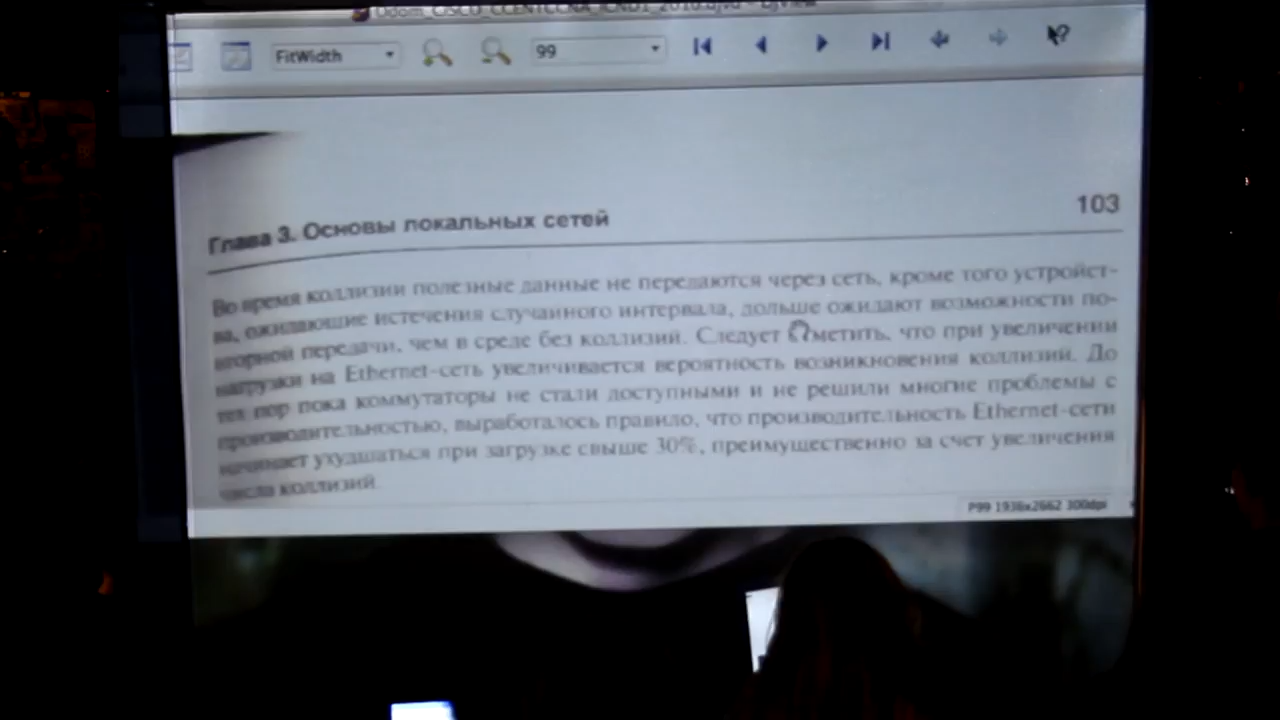 Odom_CISCO_CCENTCCNA_ICND1_2010.djvu - DjView
FitWidth
99
Глава 3. Основы локальных сетей
103
Во время коллизии полезные данные не передаются через сеть, кроме того устройст-
ва, ожидающие истечения случайного интервала, дольше ожидают возможности по-
вторной передачи, чем в среде без коллизий. Следует отметить, что при увеличении
нагрузки на Ethernet-сеть увеличивается вероятность возникновения коллизий. До
тех пор пока коммутаторы не стали доступными и не решили многие проблемы с
производительностью, выработалось правило, что производительность Ethernet-сети
начинает ухудшаться при загрузке свыше 30%, преимущественно за счет увеличения
числа коллизий.
P99 1938x2662 300dpi